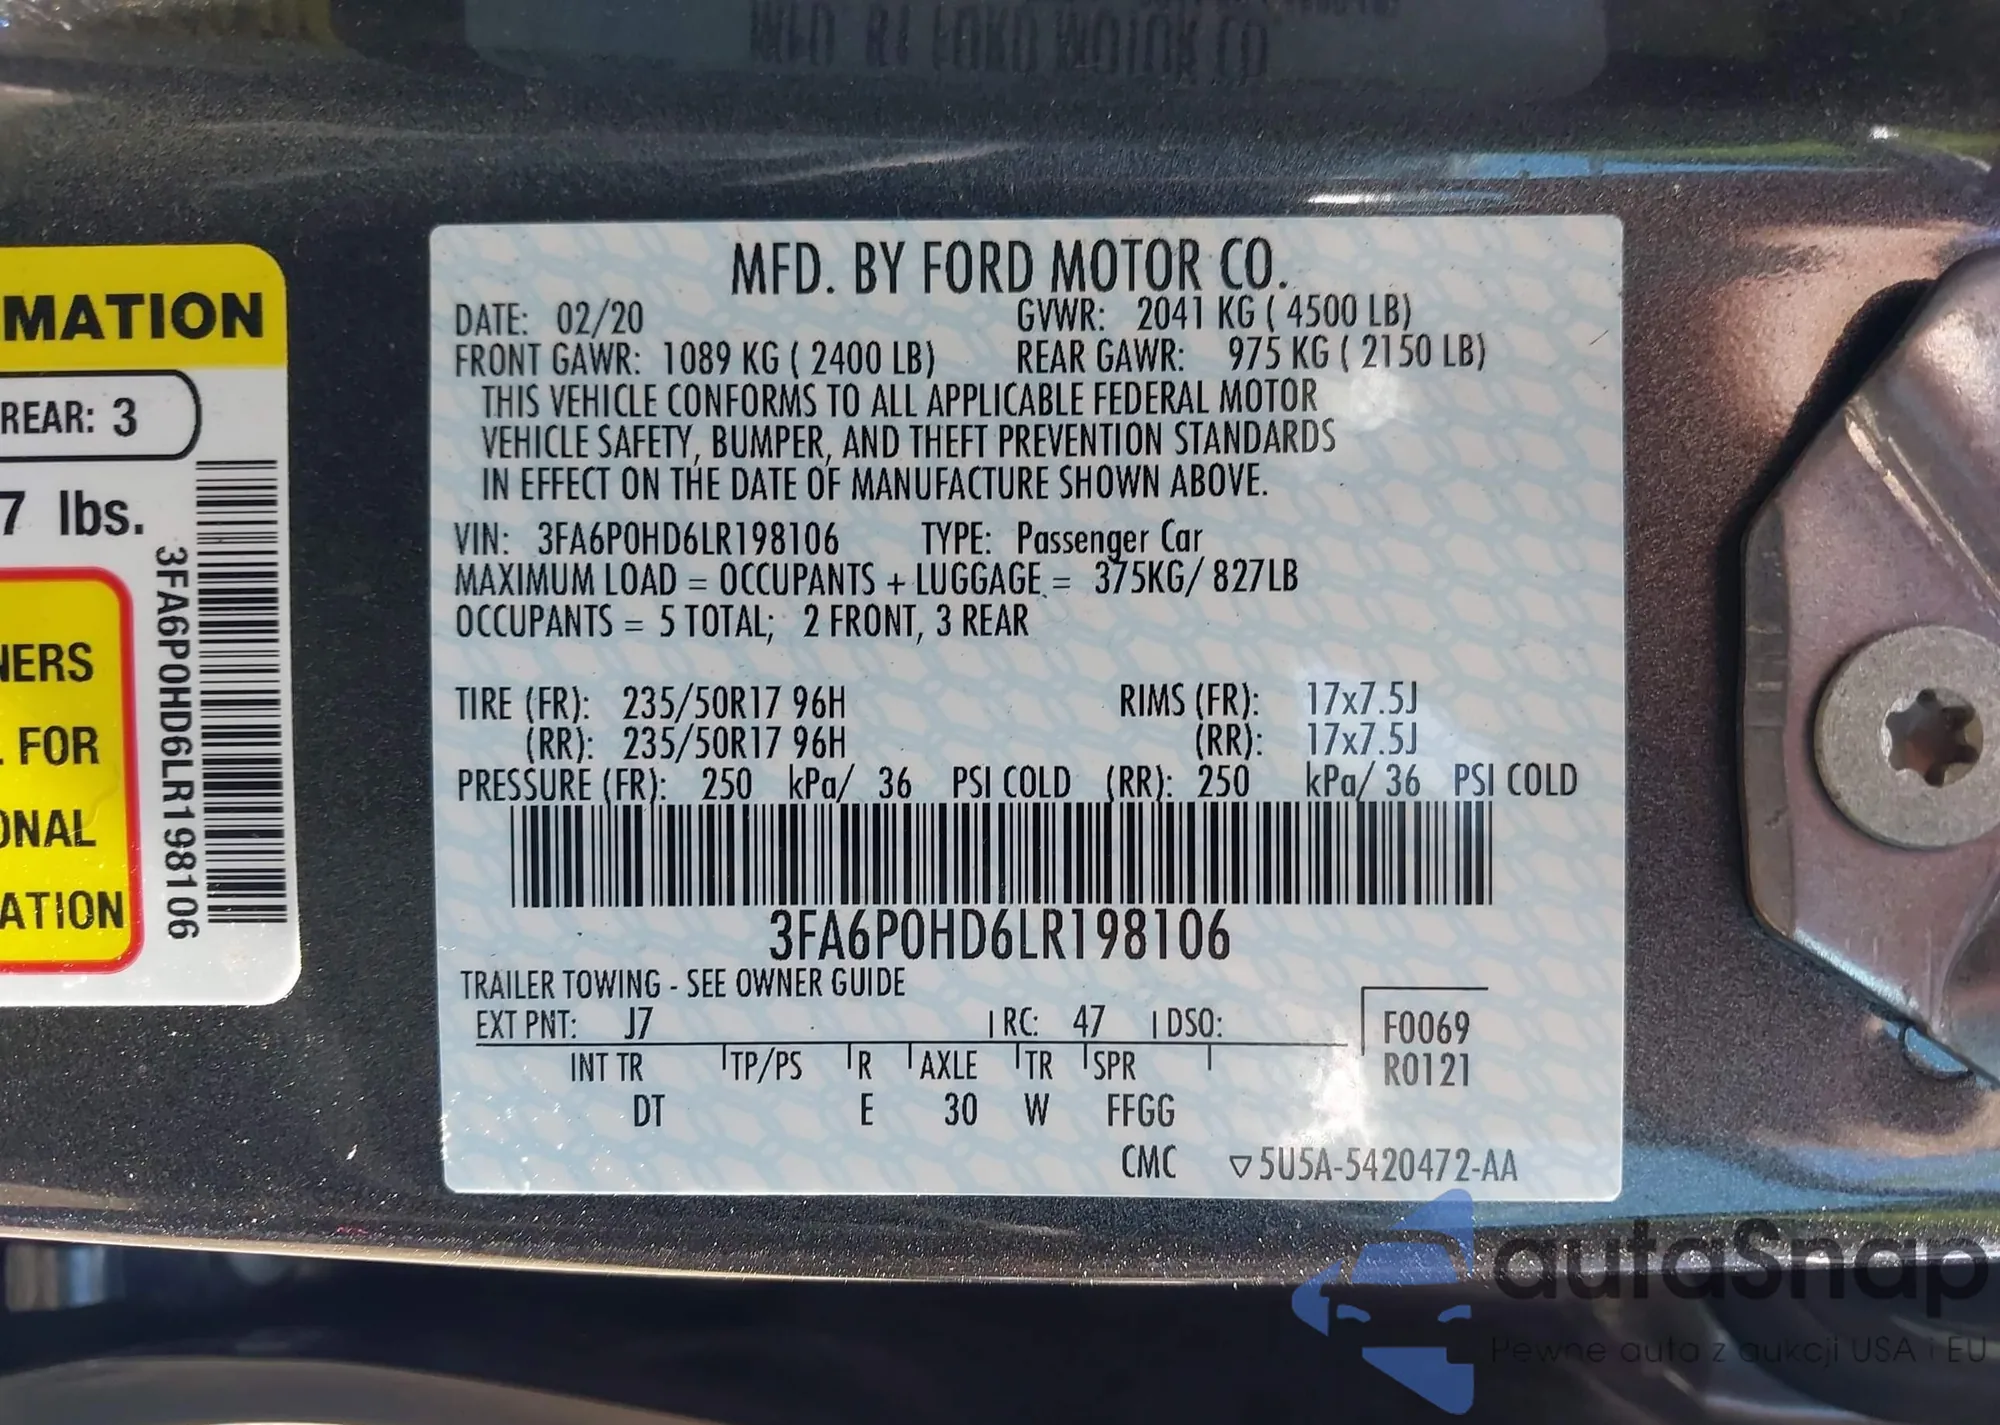 MFD. BY FORD MOTOR CO.
MATION
REAR: 3
7 lbs.
NERS
FOR
ONAL
ATION
3FA6P0HD6LR198106
MFD. BY FORD MOTOR CO.
DATE: 02/20 GVWR: 2041 KG ( 4500 LB)
FRONT GAWR: 1089 KG ( 2400 LB) REAR GAWR: 975 KG ( 2150 LB)
THIS VEHICLE CONFORMS TO ALL APPLICABLE FEDERAL MOTOR
VEHICLE SAFETY, BUMPER, AND THEFT PREVENTION STANDARDS
IN EFFECT ON THE DATE OF MANUFACTURE SHOWN ABOVE.
VIN: 3FA6P0HD6LR198106 TYPE: Passenger Car
MAXIMUM LOAD = OCCUPANTS + LUGGAGE = 375KG/ 827LB
OCCUPANTS = 5 TOTAL; 2 FRONT, 3 REAR
TIRE (FR): 235/50R17 96H RIMS (FR): 17x7.5J
(RR): 235/50R17 96H (RR): 17x7.5J
PRESSURE (FR): 250 kPa/ 36 PSI COLD (RR): 250 kPa/ 36 PSI COLD
3FA6P0HD6LR198106
TRAILER TOWING - SEE OWNER GUIDE
EXT PNT: J7 RC: 47 DSO: F0069
INT TR TP/PS R AXLE TR SPR R0121
DT E 30 W FFGG
CMC ▽5U5A-5420472-AA
autaSnap
Pewne auta z aukcji USA i EU